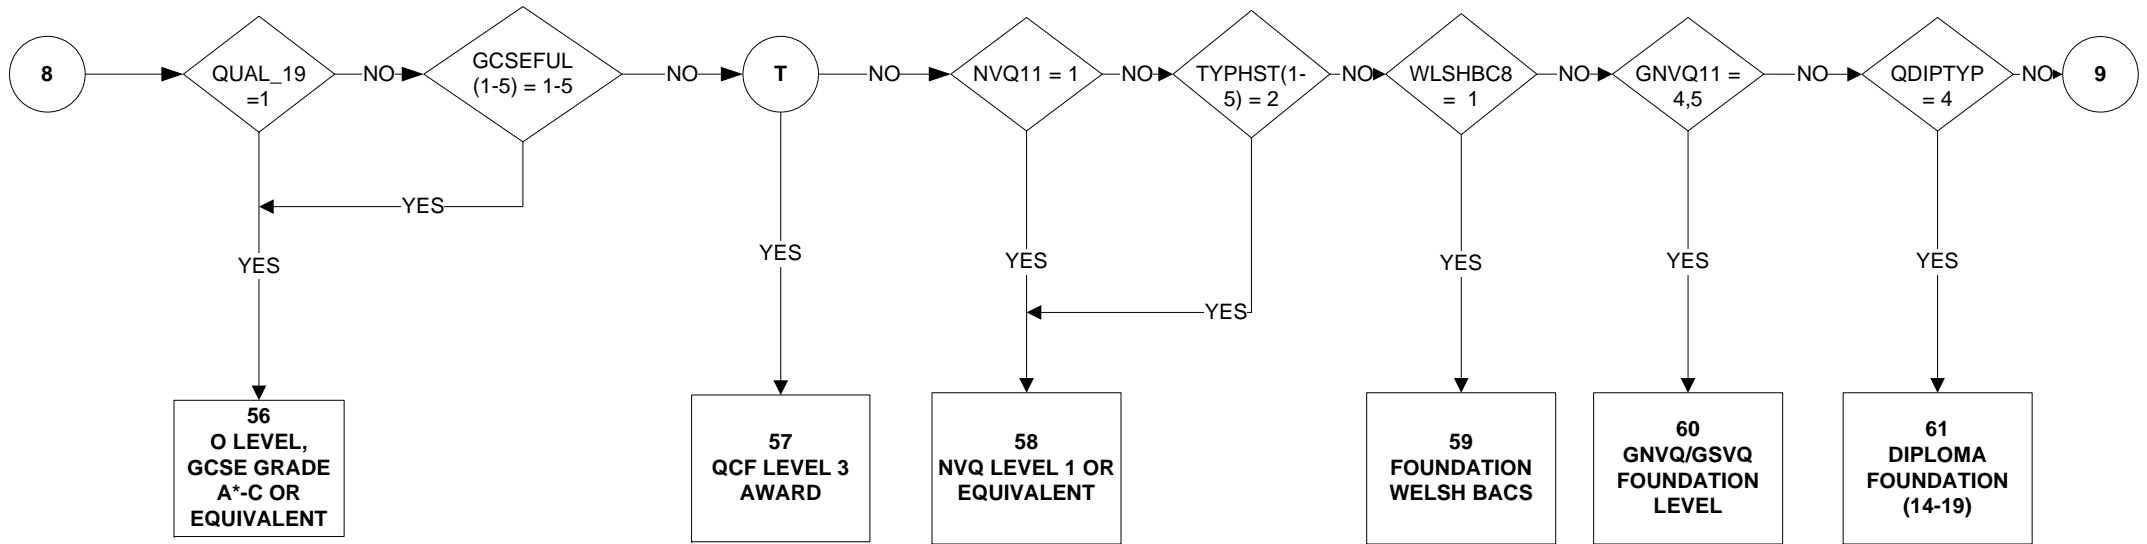 8
QUAL_19
=1
NO
GCSEFUL
(1-5) = 1-5
NO
T
NO
NVQ11 = 1
NO
TYPHST(1-
5) = 2
NO
WLSHBC8
= 1
NO
GNVQ11 =
4,5
NO
QDIPTYP
= 4
NO
9
YES
YES
YES
YES
YES
YES
YES
YES
56
O LEVEL,
GCSE GRADE
A*-C OR
EQUIVALENT
57
QCF LEVEL 3
AWARD
58
NVQ LEVEL 1 OR
EQUIVALENT
59
FOUNDATION
WELSH BACS
60
GNVQ/GSVQ
FOUNDATION
LEVEL
61
DIPLOMA
FOUNDATION
(14-19)